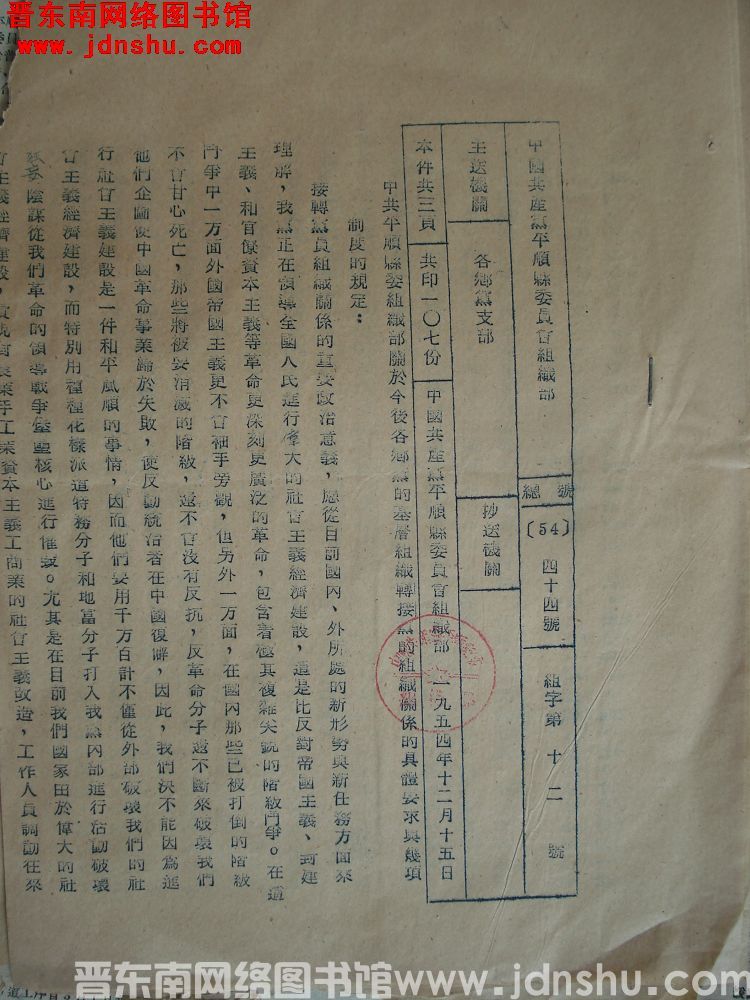 晋东南网络图书馆
www.jdnshu.com
中國共產黨平順縣委員會組織部
總號
〔54〕四十四號
組字第十二號
主送機關
各鄉黨支部
抄送機關
本件共三頁
共印一〇七份
中國共產黨平順縣委員會組織部 一九五四年十二月十五日
中共平順縣委組織部關於今後各鄉黨的基層組織轉接黨的組織關係的具體要求與幾項
制度的規定：
接轉黨員組織關係的重要政治意義，應從目前國內、外所處的新形勢與新任務方面來
理解，我黨正在領導全國人民進行偉大的社會主義經濟建設，這是比反對帝國主義、封建
主義、和官僚資本主義等革命更深刻更廣泛的革命，包含着極其複雜尖銳的階級鬥爭。在這
鬥爭中一方面外國帝國主義更不會袖手旁觀，但另外一方面，在國內那些已被打倒的階級
不會甘心死亡，那些將被要消滅的階級，還不會沒有反抗，反革命分子還不斷來破壞我們
他們企圖使中國革命事業歸於失敗，使反動統治者在中國復辟，因此，我們決不能因為進
行社會主義建設是一件和平風順的事情，因而他們要用千方百計不僅從外部破壞我們的社
會主義經濟建設，而特別用種種花樣派遣特務分子和地富分子打入我黨內部進行活動破壞
陰謀從我們革命的領導戰爭堡壘核心進行摧毀。尤其是在目前我們國家由於偉大的社
會主義經濟建設，資本主義工商業的社會主義改造，工作人員調動往來
晋东南网络图书馆 www.jdnshu.com